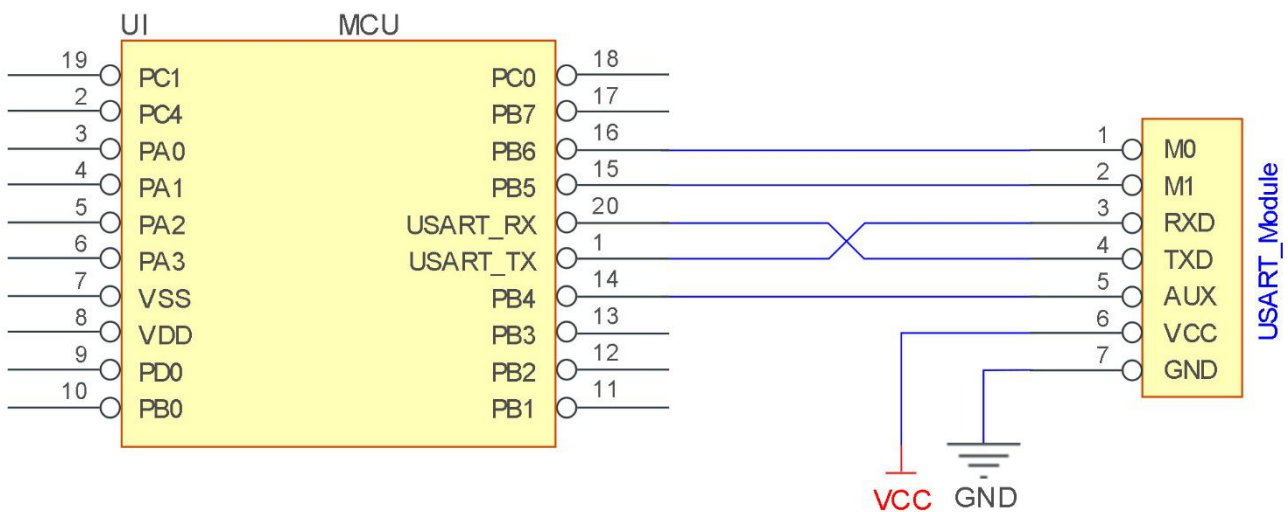 UI MCU
19 PC1 PC0 18
2 PC4 PB7 17
3 PA0 PB6 16 1 M0
4 PA1 PB5 15 2 M1
5 PA2 USART_RX 20 3 RXD
6 PA3 USART_TX 1 4 TXD
7 VSS PB4 14 5 AUX
8 VDD PB3 13 6 VCC
9 PD0 PB2 12 7 GND
10 PB0 PB1 11
USART_Module
VCC GND